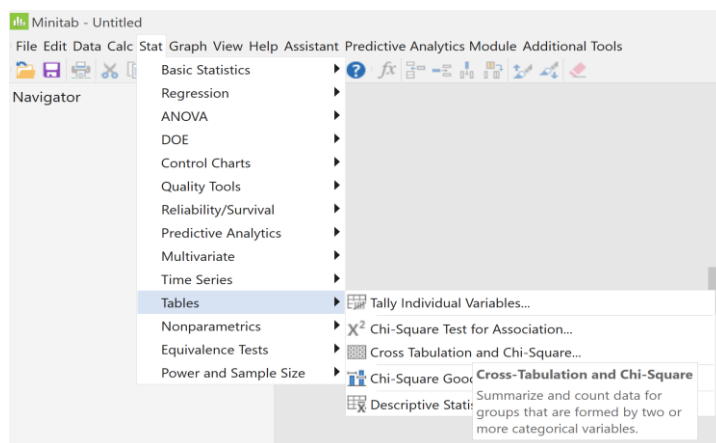 Minitab - Untitled
File Edit Data Calc Stat Graph View Help Assistant Predictive Analytics Module Additional Tools
Navigator
Basic Statistics
Regression
ANOVA
DOE
Control Charts
Quality Tools
Reliability/Survival
Predictive Analytics
Multivariate
Time Series
Tables
Nonparametrics
Equivalence Tests
Power and Sample Size
Tally Individual Variables...
X² Chi-Square Test for Association...
Cross Tabulation and Chi-Square...
Chi-Square Goo
Descriptive Statis
Cross-Tabulation and Chi-Square
Summarize and count data for
groups that are formed by two or
more categorical variables.